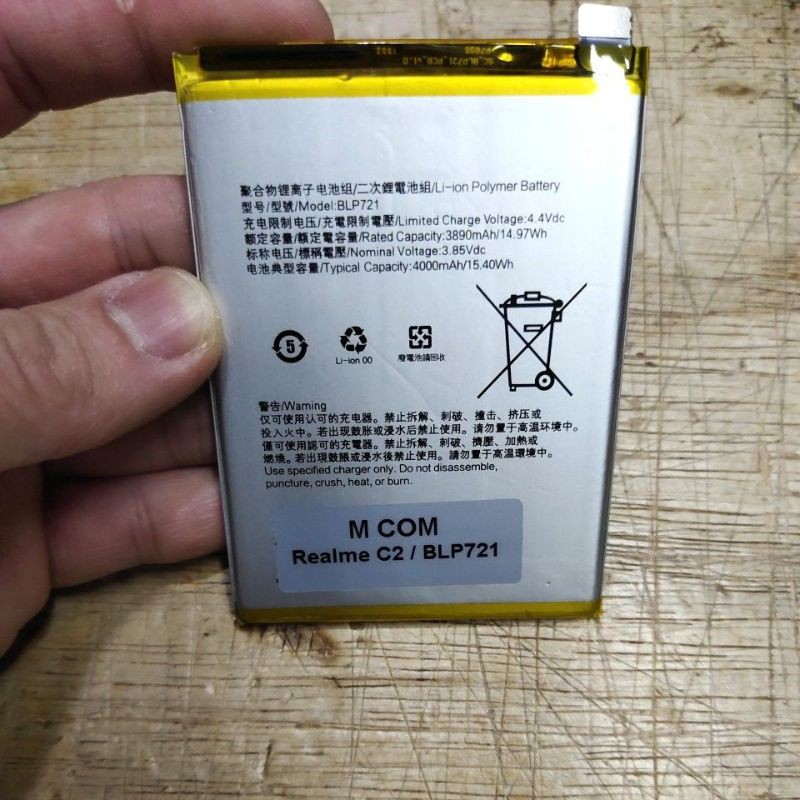 SC_BLP721_PCB_V1.0
聚合物锂离子电池组/二次鋰電池組/Li-ion Polymer Battery
型号/型號/Model:BLP721
充电限制电压/充電限制電壓/Limited Charge Voltage:4.4Vdc
额定容量/額定電容量/Rated Capacity:3890mAh/14.97Wh
标称电压/標稱電壓/Nominal Voltage:3.85Vdc
电池典型容量/Typical Capacity:4000mAh/15.40Wh
5
Li-ion 00
廢電池請回收
警告/Warning
仅可使用认可的充电器。禁止拆解、刺破、撞击、挤压或
投入火中。若出现鼓胀或浸水后禁止使用。请勿置于高温环境中。
僅可使用認可的充電器。禁止拆解、刺破、擠壓、加熱或
燃燒。若出現鼓脹或浸水後禁止使用。請勿置于高溫環境中。
Use specified charger only. Do not disassemble,
puncture, crush, heat, or burn.
M COM
Realme C2 / BLP721